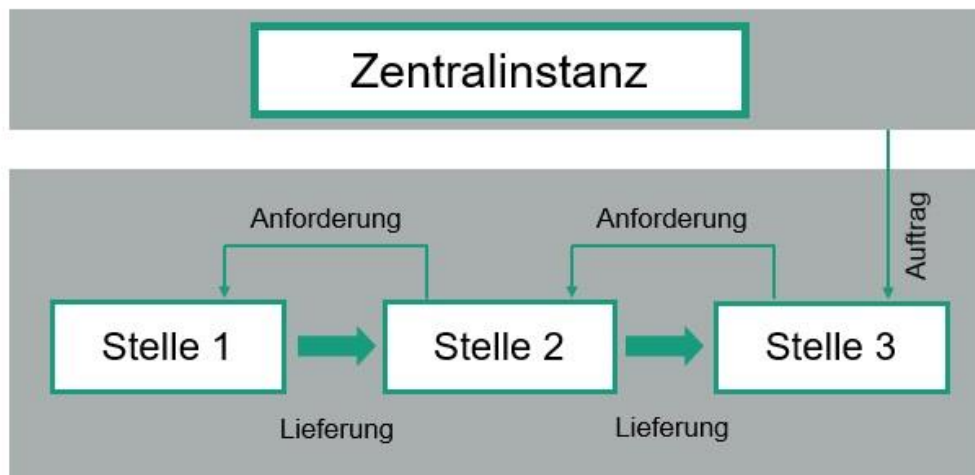 Zentralinstanz
Auftrag
Anforderung
Anforderung
Stelle 1
Stelle 2
Stelle 3
Lieferung
Lieferung